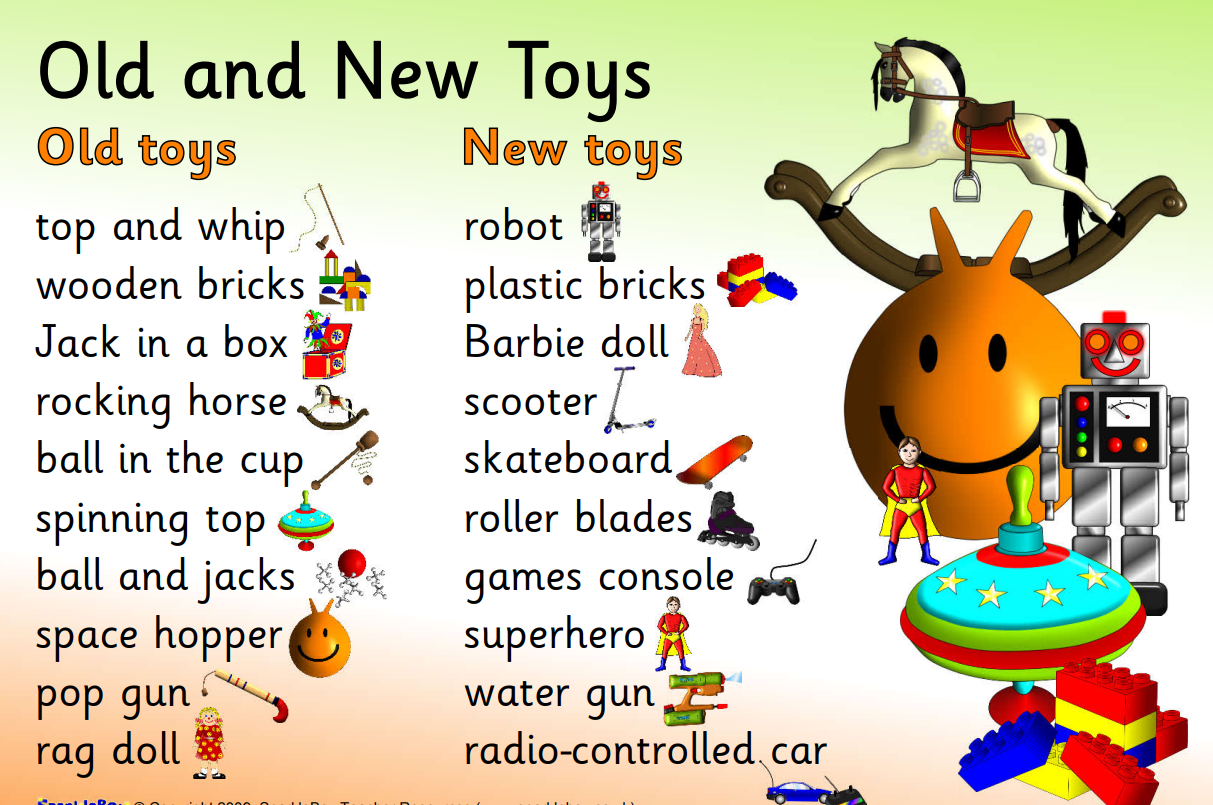 Old and New Toys
Old toys
top and whip
wooden bricks
Jack in a box
rocking horse
ball in the cup
spinning top
ball and jacks
space hopper
pop gun
rag doll
New toys
robot
plastic bricks
Barbie doll
scooter
skateboard
roller blades
games console
superhero
water gun
radio-controlled car